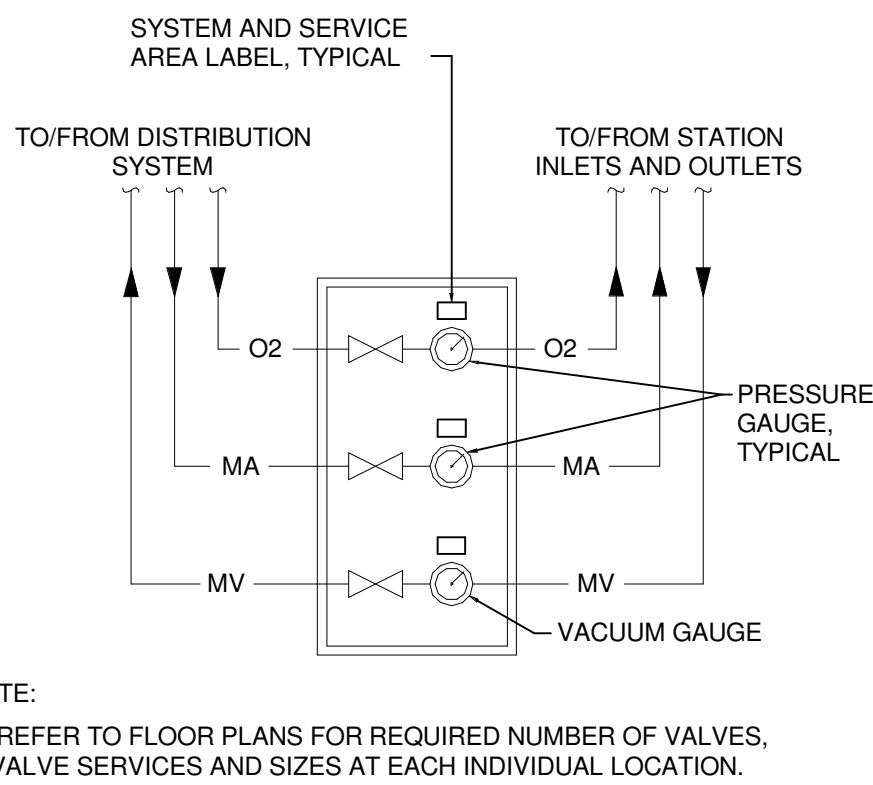 SYSTEM AND SERVICE
AREA LABEL, TYPICAL
TO/FROM DISTRIBUTION
SYSTEM
TO/FROM STATION
INLETS AND OUTLETS
O2
O2
PRESSURE
GAUGE,
TYPICAL
MA
MA
MV
MV
VACUUM GAUGE
TE:
REFER TO FLOOR PLANS FOR REQUIRED NUMBER OF VALVES,
VALVE SERVICES AND SIZES AT EACH INDIVIDUAL LOCATION.